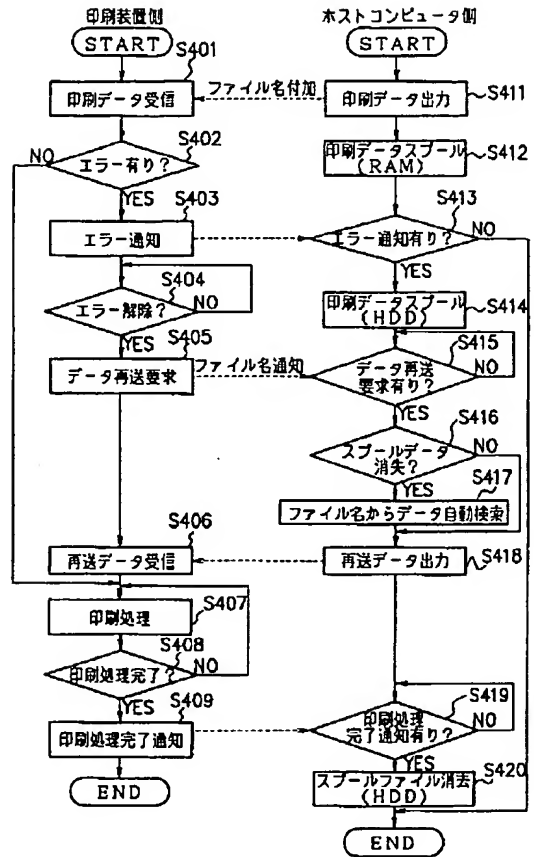 印刷装置側
START
S401
印刷データ受信
S402
エラー有り?
NO
YES
S403
エラー通知
S404
エラー解除?
NO
YES
S405
データ再送要求
S406
再送データ受信
S407
印刷処理
S408
印刷処理完了?
NO
YES
S409
印刷処理完了通知
END
ファイル名付加
ファイル名通知
ホストコンピュータ側
START
印刷データ出力
S411
印刷データスプール
(RAM)
S412
S413
エラー通知有り?
NO
YES
印刷データスプール
(HDD)
S414
S415
データ再送
要求有り?
NO
YES
S416
スプールデータ
消失?
NO
YES
S417
ファイル名からデータ自動検索
再送データ出力
S418
S419
印刷処理
完了通知有り?
NO
YES
スプールファイル消去
(HDD)
S420
END